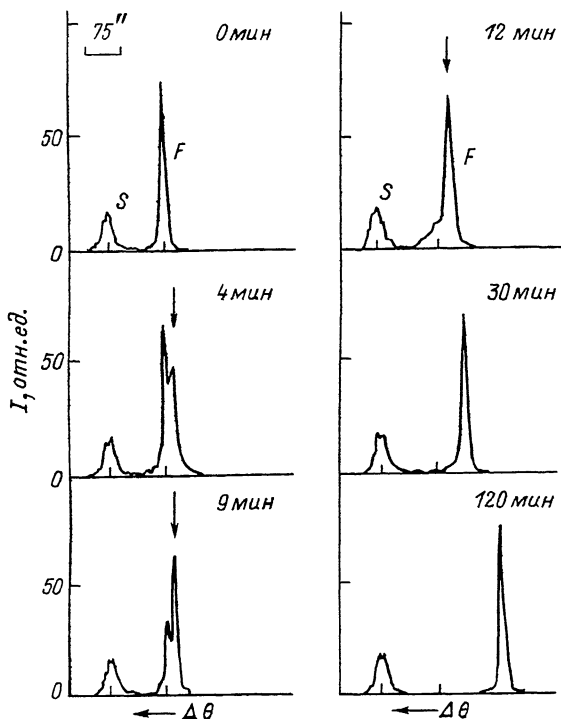 75″
0 мин
50
F
S
0
12 мин
F
S
4 мин
50
0
30 мин
I, отн.ед.
9 мин
50
0
120 мин
← Δθ
← Δθ